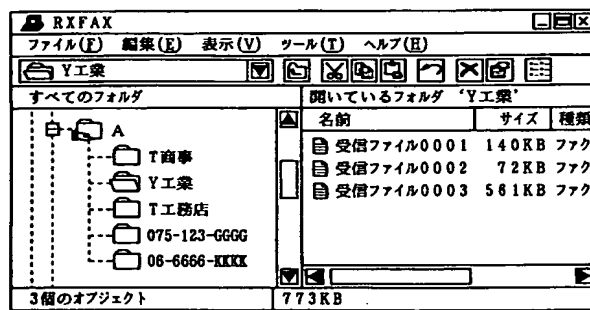 RXFAX
ファイル(F) 編集(E) 表示(V) ツール(T) ヘルプ(H)
Y工業
すべてのフォルダ
開いているフォルダ 'Y工業'
A
T商事
Y工業
T工務店
075-123-GGGG
06-6666-KKKK
名前 サイズ 種類
受信ファイル0001 140KB ファク
受信ファイル0002 72KB ファク
受信ファイル0003 561KB ファク
3個のオブジェクト
773KB